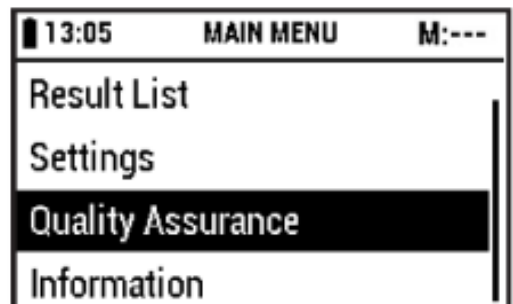 13:05 MAIN MENU M:---
Result List
Settings
Quality Assurance
Information